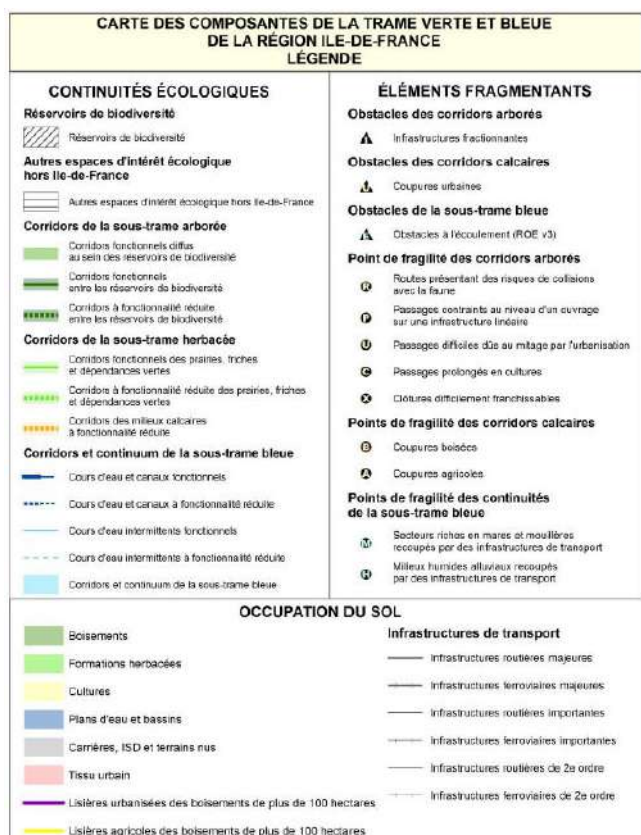 CARTE DES COMPOSANTES DE LA TRAME VERTE ET BLEUE
DE LA RÉGION ILE-DE-FRANCE
LÉGENDE
CONTINUITÉS ÉCOLOGIQUES
Réservoirs de biodiversité
Réservoirs de biodiversité
Autres espaces d'intérêt écologique
hors Ile-de-France
Autres espaces d'intérêt écologique hors Ile-de-France
Corridors de la sous-trame arborée
Corridors fonctionnels diffus
au sein des réservoirs de biodiversité
Corridors fonctionnels
entre les réservoirs de biodiversité
Corridors à fonctionnalité réduite
entre les réservoirs de biodiversité
Corridors de la sous-trame herbacée
Corridors fonctionnels des prairies, friches
et dépendances vertes
Corridors à fonctionnalité réduite des prairies, friches
et dépendances vertes
Corridors des milieux calcaires
à fonctionnalité réduite
Corridors et continuum de la sous-trame bleue
Cours d'eau et canaux fonctionnels
Cours d'eau et canaux à fonctionnalité réduite
Cours d'eau intermittents fonctionnels
Cours d'eau intermittents à fonctionnalité réduite
Corridors et continuum de la sous-trame bleue
ÉLÉMENTS FRAGMENTANTS
Obstacles des corridors arborés
Infrastructures fractionnantes
Obstacles des corridors calcaires
Coupures urbaines
Obstacles de la sous-trame bleue
Obstacles à l'écoulement (ROE v3)
Point de fragilité des corridors arborés
R Routes présentant des risques de collisions
avec la faune
P Passages contraints au niveau d'un ouvrage
sur une infrastructure linéaire
U Passages difficiles dûs au mitage par l'urbanisation
C Passages prolongés en cultures
X Clôtures difficilement franchissables
Points de fragilité des corridors calcaires
B Coupures boisées
A Coupures agricoles
Points de fragilité des continuités
de la sous-trame bleue
M Secteurs riches en mares et mouillères
recoupés par des infrastructures de transport
H Milieux humides alluviaux recoupés
par des infrastructures de transport
OCCUPATION DU SOL
Boisements
Formations herbacées
Cultures
Plans d'eau et bassins
Carrières, ISD et terrains nus
Tissu urbain
Lisières urbanisées des boisements de plus de 100 hectares
Lisières agricoles des boisements de plus de 100 hectares
Infrastructures de transport
Infrastructures routières majeures
Infrastructures ferroviaires majeures
Infrastructures routières importantes
Infrastructures ferroviaires importantes
Infrastructures routières de 2e ordre
Infrastructures ferroviaires de 2e ordre